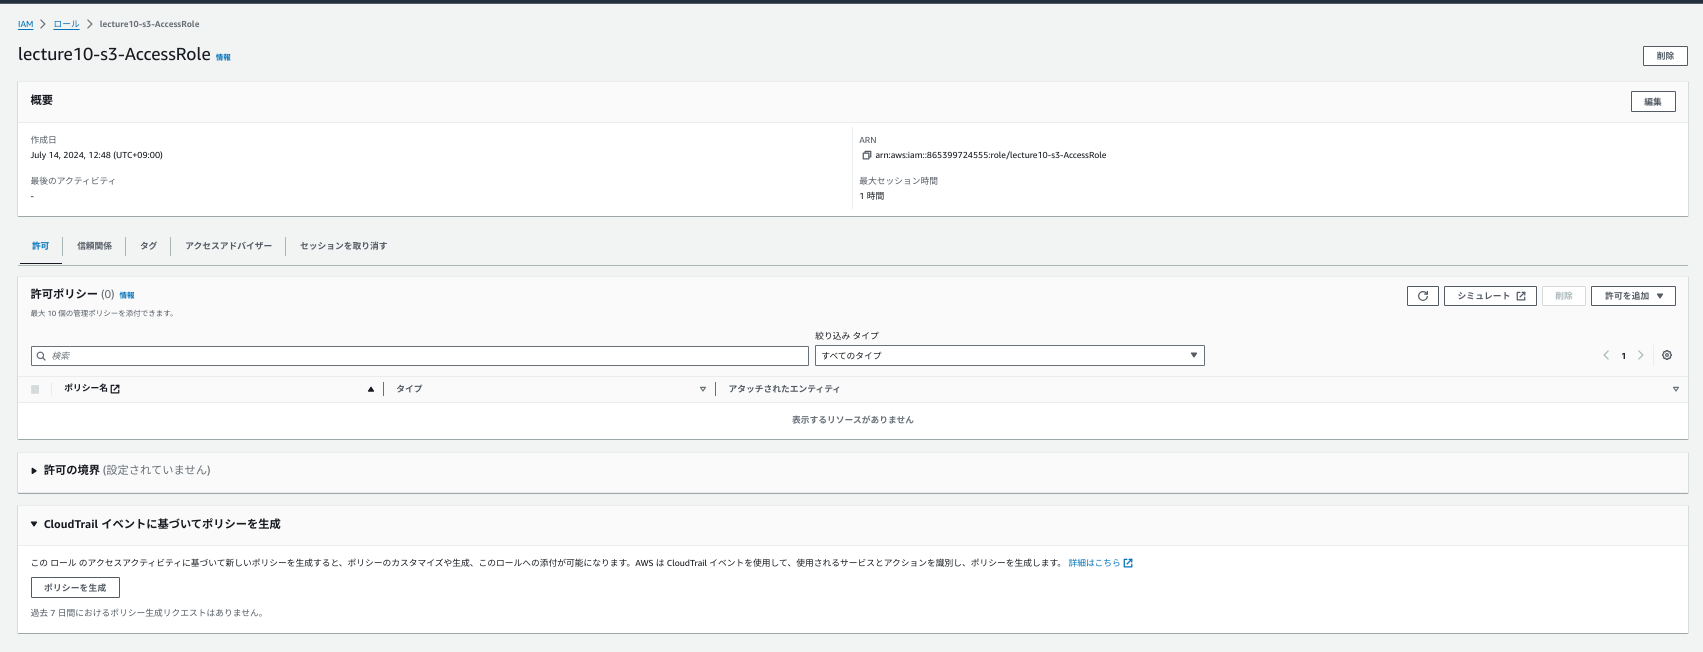 IAM > ロール > lecture10-s3-AccessRole
lecture10-s3-AccessRole 情報
削除
概要
編集
作成日
July 14, 2024, 12:48 (UTC+09:00)
最後のアクティビティ
-
ARN
arn:aws:iam::865399724555:role/lecture10-s3-AccessRole
最大セッション時間
1 時間
許可 信頼関係 タグ アクセスアドバイザー セッションを取り消す
許可ポリシー (0) 情報
シミュレート 削除 許可を追加
最大 10 個の管理ポリシーを添付できます。
絞り込み タイプ
検索 すべてのタイプ 1
ポリシー名 タイプ アタッチされたエンティティ
表示するリソースがありません
許可の境界 (設定されていません)
CloudTrail イベントに基づいてポリシーを生成
この ロール のアクセスアクティビティに基づいて新しいポリシーを生成すると、ポリシーのカスタマイズや生成、このロールへの添付が可能になります。AWS は CloudTrail イベントを使用して、使用されるサービスとアクションを識別し、ポリシーを生成します。 詳細はこちら
ポリシーを生成
過去 7 日間におけるポリシー生成リクエストはありません。